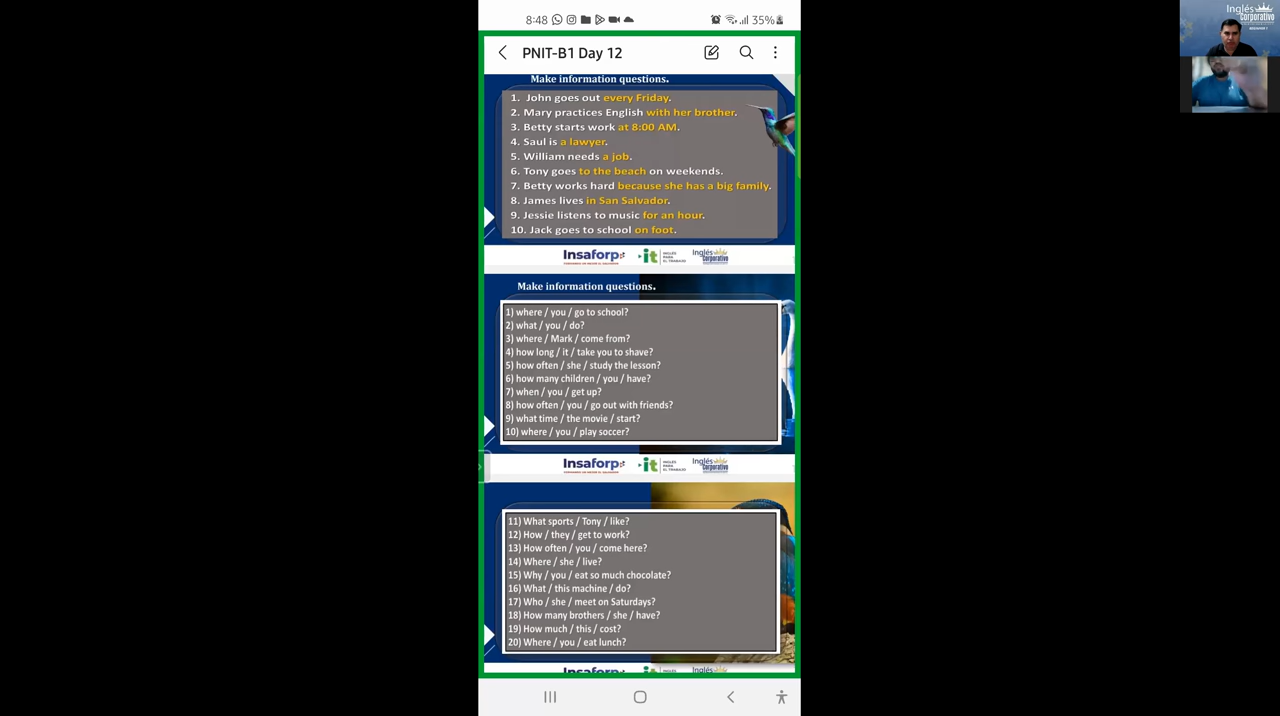 8:48
35%
PNIT-B1 Day 12
Make information questions.
1. John goes out every Friday.
2. Mary practices English with her brother.
3. Betty starts work at 8:00 AM.
4. Saul is a lawyer.
5. William needs a job.
6. Tony goes to the beach on weekends.
7. Betty works hard because she has a big family.
8. James lives in San Salvador.
9. Jessie listens to music for an hour.
10. Jack goes to school on foot.
Insaforp it Inglés Corporativo
Make information questions.
1) where / you / go to school?
2) what / you / do?
3) where / Mark / come from?
4) how long / it / take you to shave?
5) how often / she / study the lesson?
6) how many children / you / have?
7) when / you / get up?
8) how often / you / go out with friends?
9) what time / the movie / start?
10) where / you / play soccer?
Insaforp it Inglés Corporativo
11) What sports / Tony / like?
12) How / they / get to work?
13) How often / you / come here?
14) Where / she / live?
15) Why / you / eat so much chocolate?
16) What / this machine / do?
17) Who / she / meet on Saturdays?
18) How many brothers / she / have?
19) How much / this / cost?
20) Where / you / eat lunch?
Insaforp it Inglés
Inglés
Corporativo